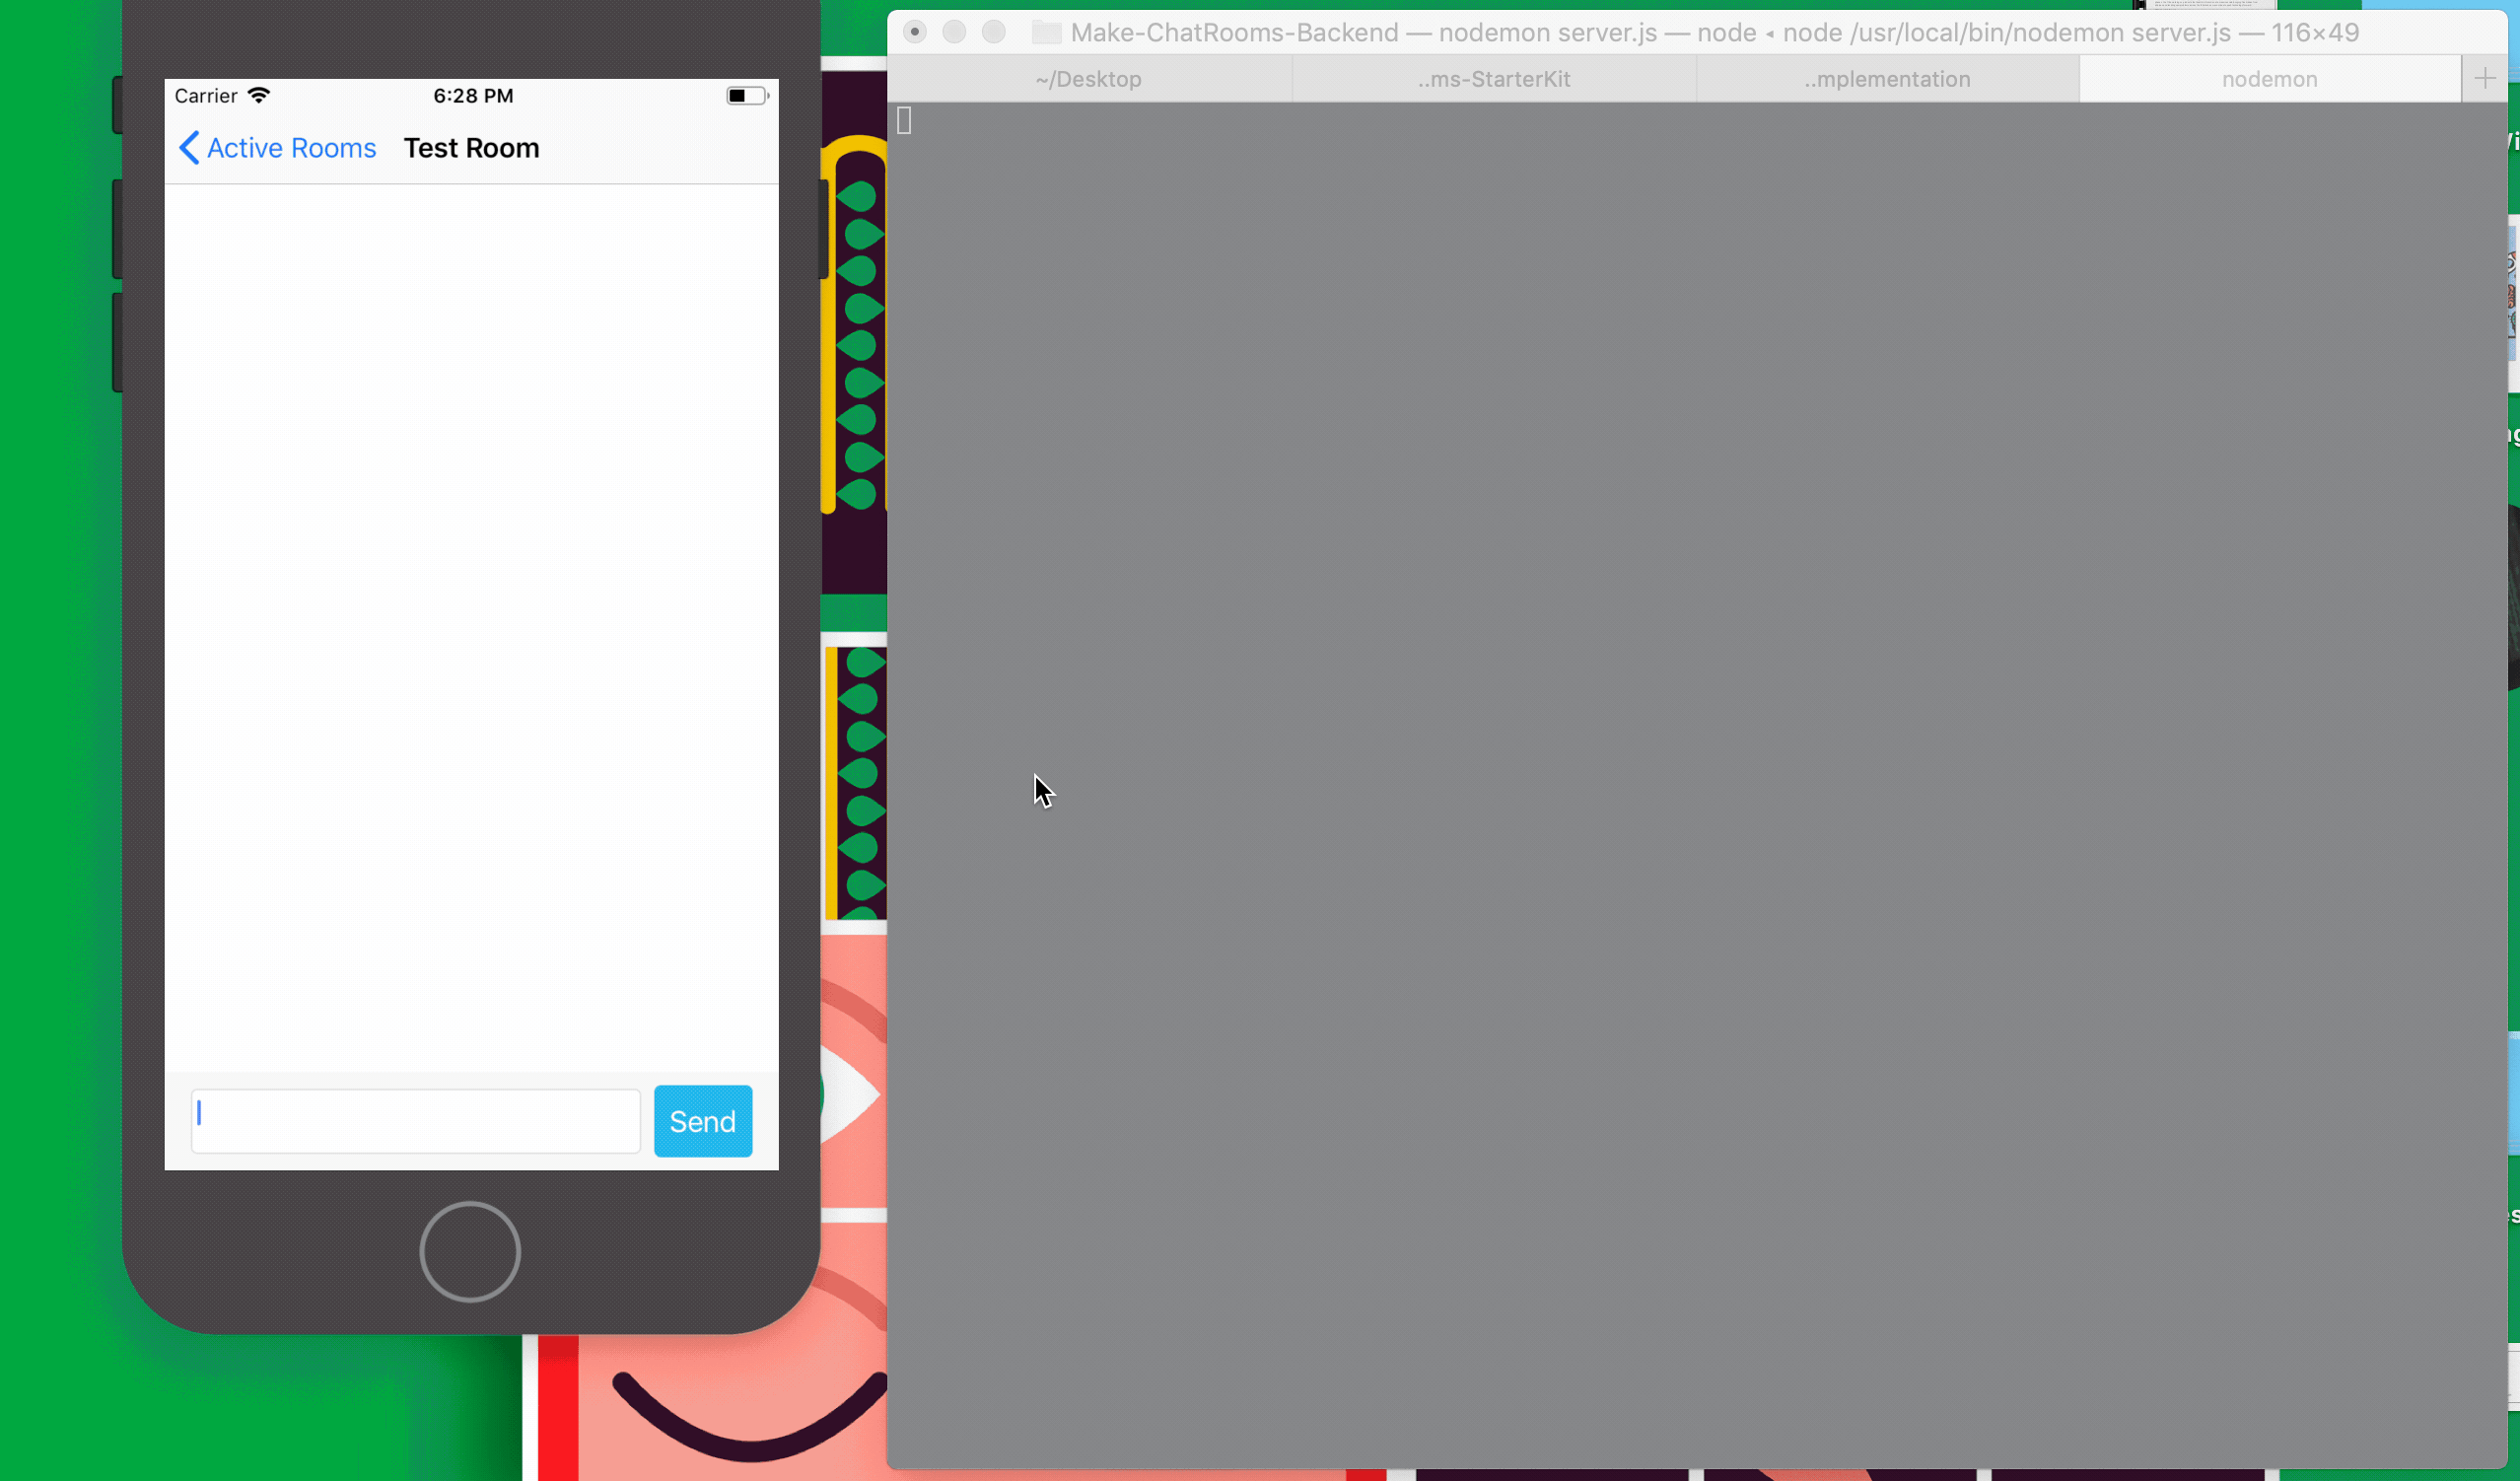 Carrier 6:28 PM
Active Rooms Test Room
Send
Make-ChatRooms-Backend — nodemon server.js — node ◂ node /usr/local/bin/nodemon server.js — 116×49
~/Desktop ..ms-StarterKit ..mplementation nodemon +